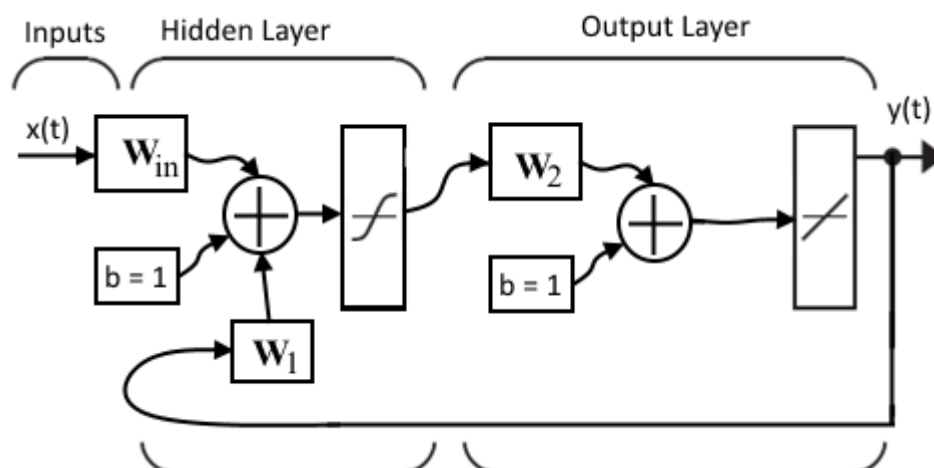 Inputs
Hidden Layer
Output Layer
x(t)
y(t)
W_in
W_2
b = 1
b = 1
W_1